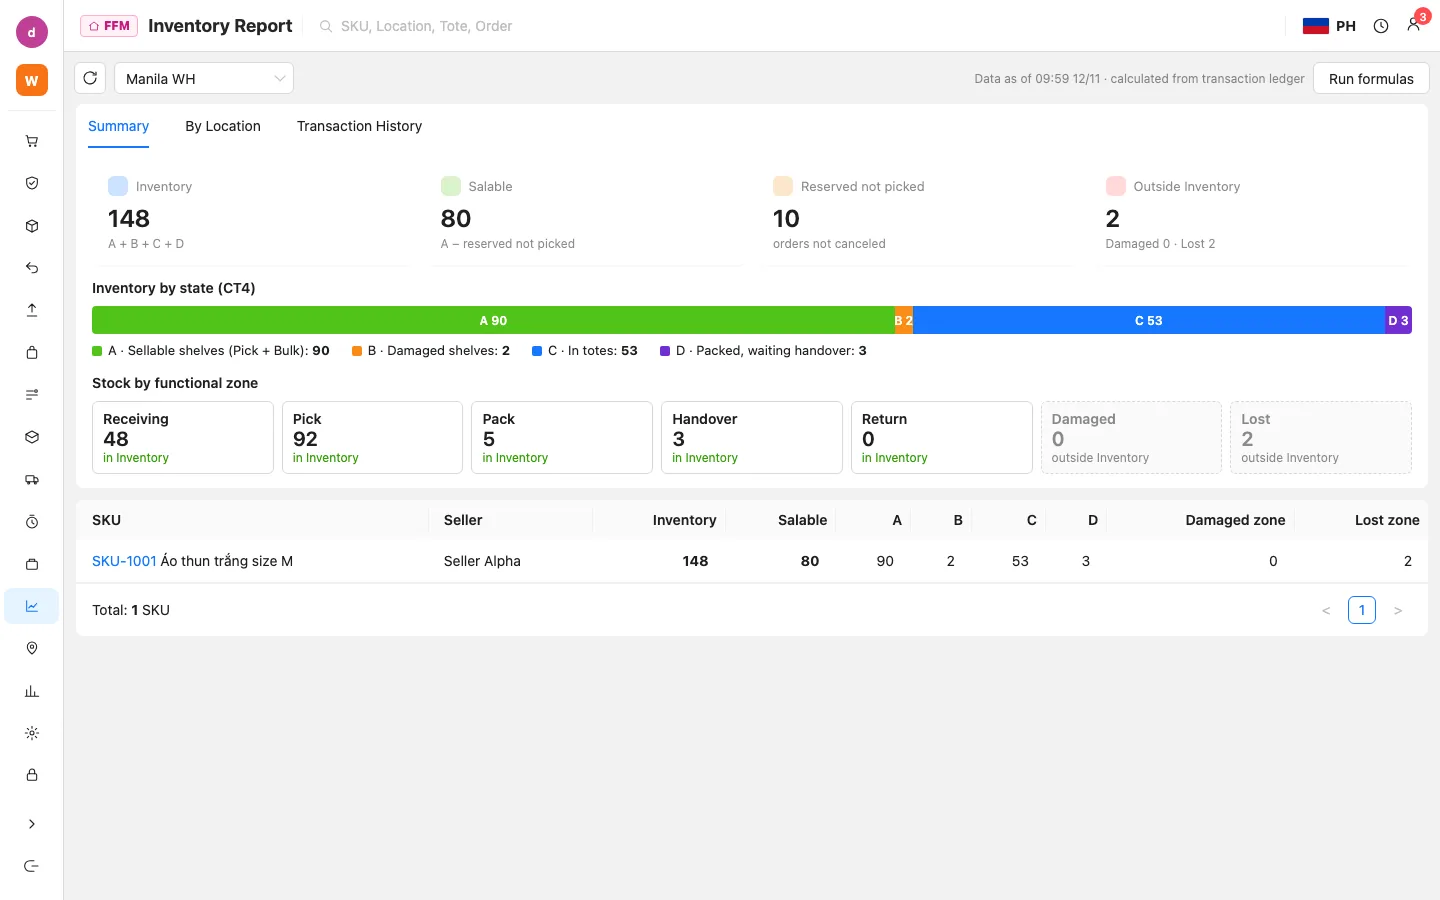 d
FFM
Inventory Report
SKU, Location, Tote, Order
PH
3
W
Manila WH
Data as of 09:59 12/11 · calculated from transaction ledger
Run formulas
Summary
By Location
Transaction History
Inventory
148
A + B + C + D
Salable
80
A − reserved not picked
Reserved not picked
10
orders not canceled
Outside Inventory
2
Damaged 0 · Lost 2
Inventory by state (CT4)
A 90
B 2
C 53
D 3
A · Sellable shelves (Pick + Bulk): 90
B · Damaged shelves: 2
C · In totes: 53
D · Packed, waiting handover: 3
Stock by functional zone
Receiving
48
in Inventory
Pick
92
in Inventory
Pack
5
in Inventory
Handover
3
in Inventory
Return
0
in Inventory
Damaged
0
outside Inventory
Lost
2
outside Inventory
SKU Seller Inventory Salable A B C D Damaged zone Lost zone
SKU-1001 Áo thun trắng size M Seller Alpha 148 80 90 2 53 3 0 2
Total: 1 SKU
< 1 >